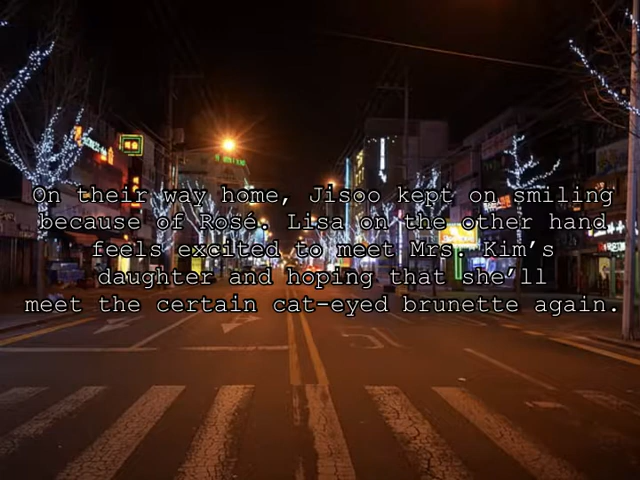 On their way home, Jisoo kept on smiling
because of Rosé. Lisa on the other hand
feels excited to meet Mrs. Kim's
daughter and hoping that she'll
meet the certain cat-eyed brunette again.